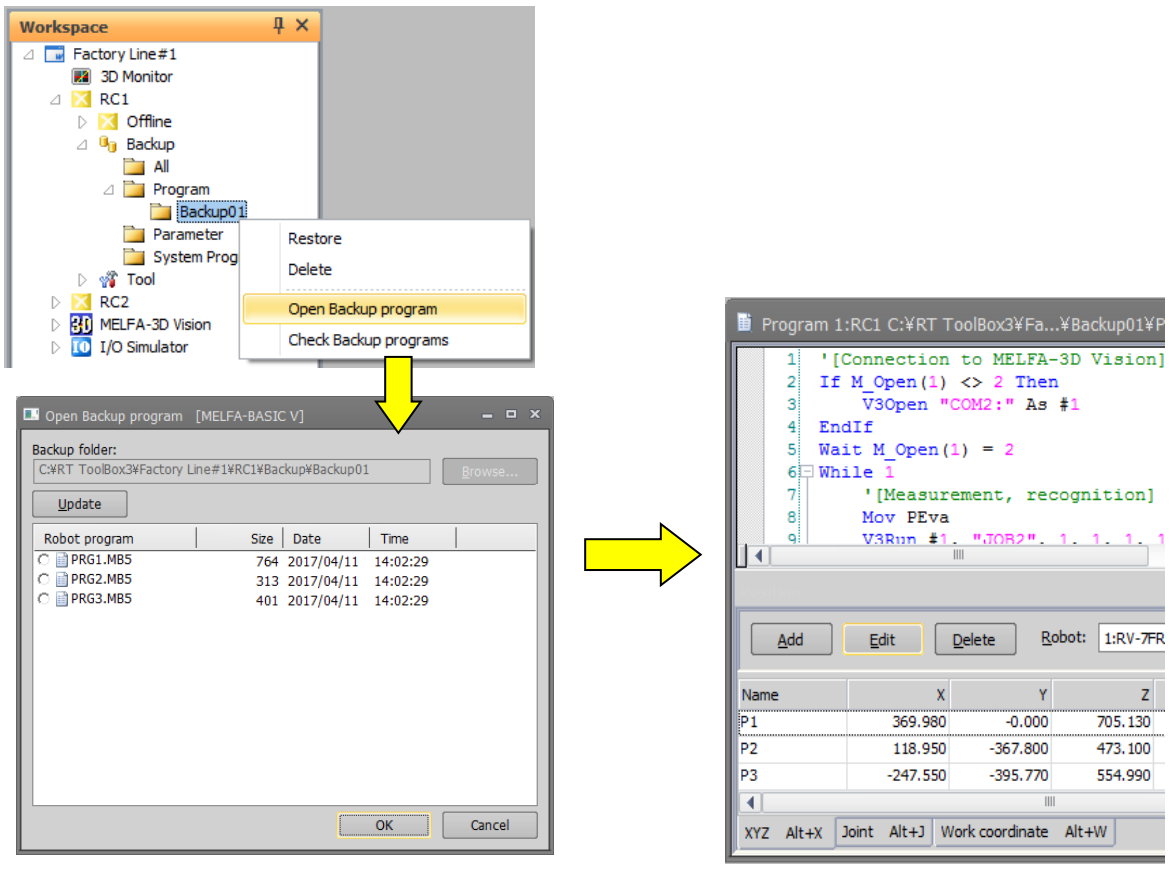 Workspace
Factory Line#1
3D Monitor
RC1
Offline
Backup
All
Program
Backup01
Parameter
System Prog
Tool
RC2
MELFA-3D Vision
I/O Simulator
Restore
Delete
Open Backup program
Check Backup programs
Open Backup program [MELFA-BASIC V]
Backup folder:
C:¥RT ToolBox3¥Factory Line#1¥RC1¥Backup¥Backup01
Browse...
Update
Robot program Size Date Time
PRG1.MB5 764 2017/04/11 14:02:29
PRG2.MB5 313 2017/04/11 14:02:29
PRG3.MB5 401 2017/04/11 14:02:29
OK Cancel
Program 1:RC1 C:¥RT ToolBox3¥Fa...¥Backup01¥P
1 '[Connection to MELFA-3D Vision]
2 If M_Open(1) <> 2 Then
3 V3Open "COM2:" As #1
4 EndIf
5 Wait M_Open(1) = 2
6 While 1
7 '[Measurement, recognition]
8 Mov PEva
9 V3Run #1, "JOB2", 1, 1, 1, 1
Add Edit Delete Robot: 1:RV-7FR
Name X Y Z
P1 369.980 -0.000 705.130
P2 118.950 -367.800 473.100
P3 -247.550 -395.770 554.990
XYZ Alt+X Joint Alt+J Work coordinate Alt+W